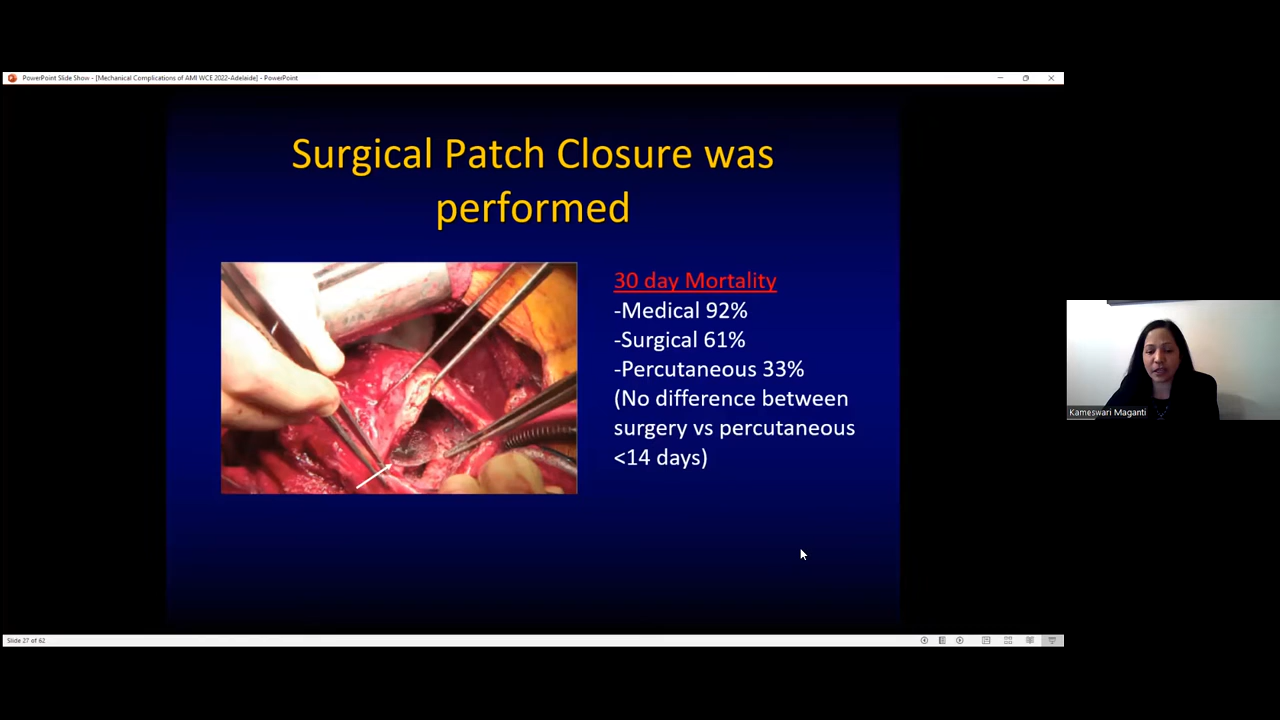 PowerPoint Slide Show - [Mechanical Complications of AMI WCE 2022-Adelaide] - PowerPoint
Surgical Patch Closure was
performed
30 day Mortality
-Medical 92%
-Surgical 61%
-Percutaneous 33%
(No difference between
surgery vs percutaneous
<14 days)
Kameswari Maganti
Slide 27 of 62